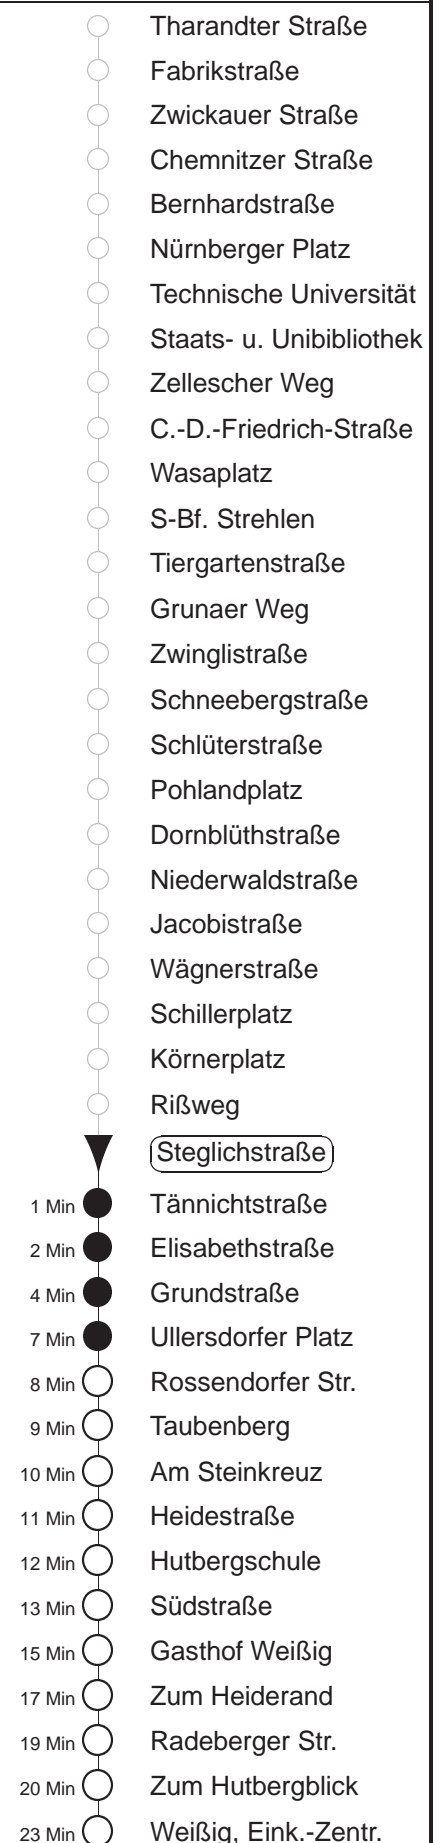 Tharandter Straße
Fabrikstraße
Zwickauer Straße
Chemnitzer Straße
Bernhardstraße
Nürnberger Platz
Technische Universität
Staats- u. Unibibliothek
Zellescher Weg
C.-D.-Friedrich-Straße
Wasaplatz
S-Bf. Strehlen
Tiergartenstraße
Grunaer Weg
Zwinglistraße
Schneebergstraße
Schlüterstraße
Pohlandplatz
Dornblüthstraße
Niederwaldstraße
Jacobistraße
Wägnerstraße
Schillerplatz
Körnerplatz
Rißweg
Steglichstraße
1 Min Tännichtstraße
2 Min Elisabethstraße
4 Min Grundstraße
7 Min Ullersdorfer Platz
8 Min Rossendorfer Str.
9 Min Taubenberg
10 Min Am Steinkreuz
11 Min Heidestraße
12 Min Hutbergschule
13 Min Südstraße
15 Min Gasthof Weißig
17 Min Zum Heiderand
19 Min Radeberger Str.
20 Min Zum Hutbergblick
23 Min Weißig, Eink.-Zentr.